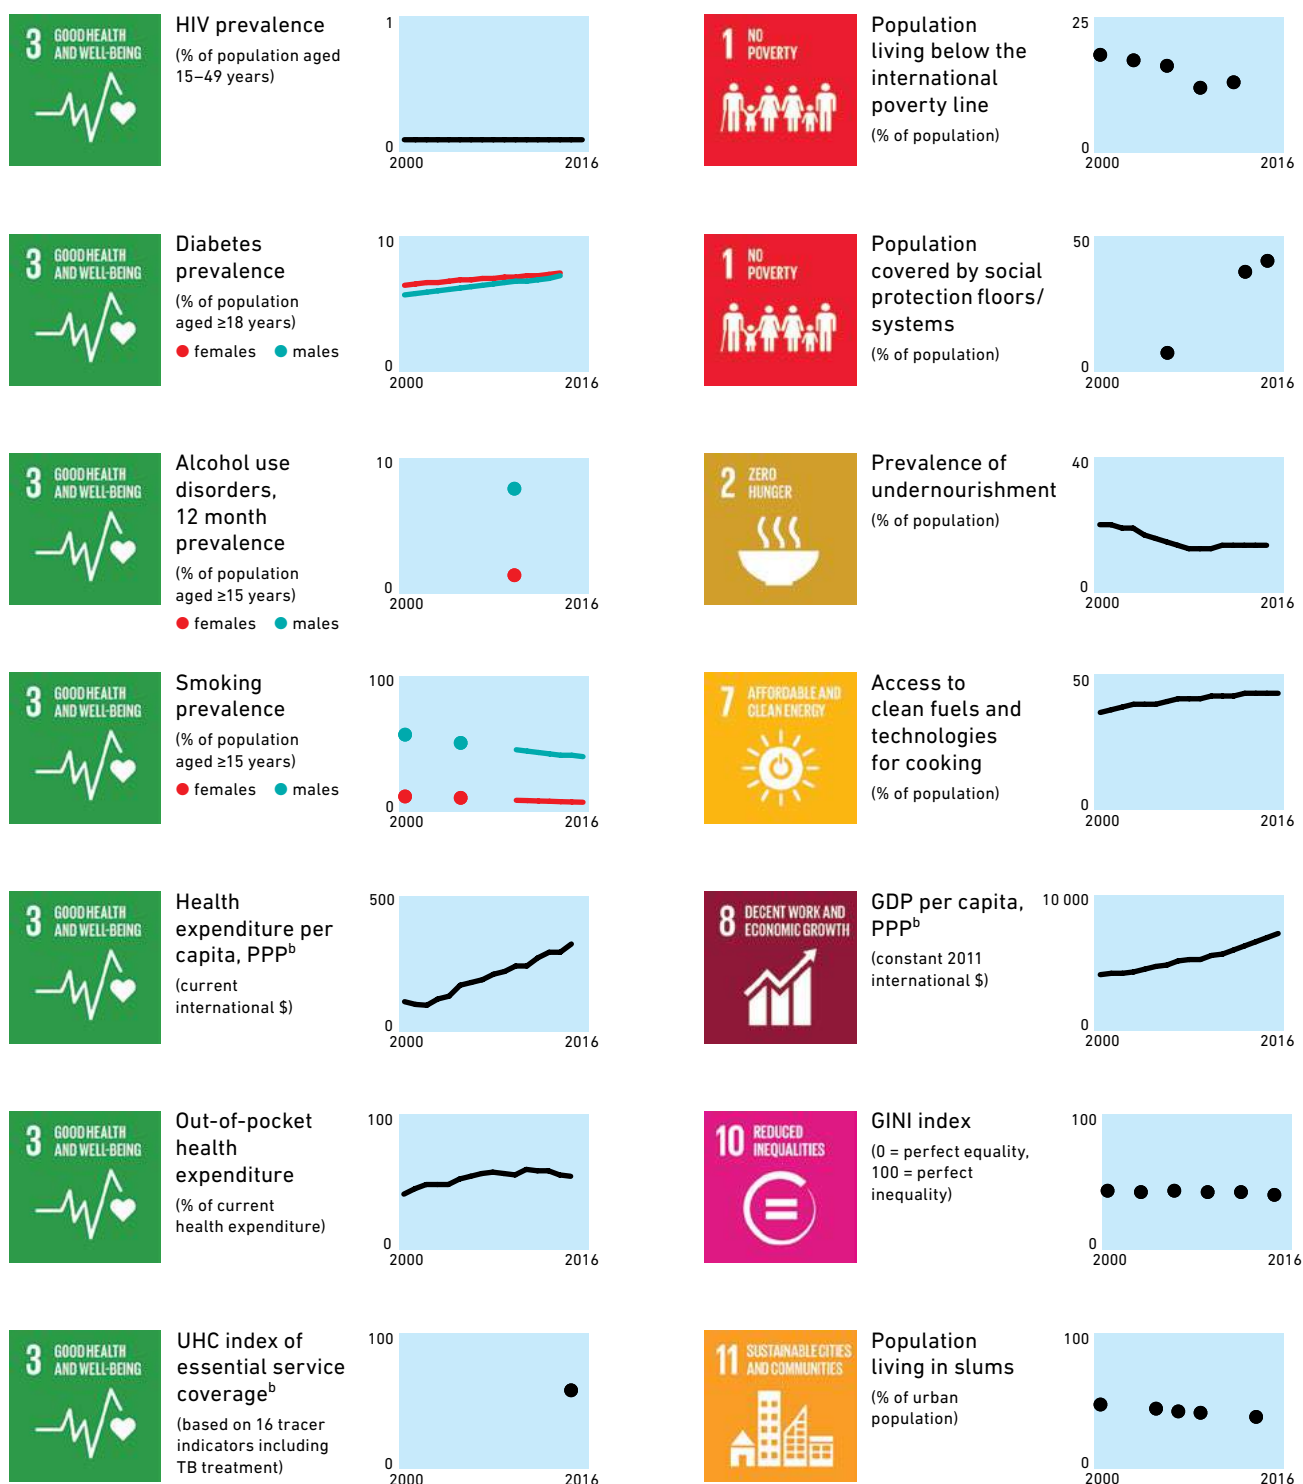 3 GOOD HEALTH
AND WELL-BEING
HIV prevalence
(% of population aged
15–49 years)
1
0
2000 2016
3 GOOD HEALTH
AND WELL-BEING
Diabetes
prevalence
(% of population
aged ≥18 years)
females males
10
0
2000 2016
3 GOOD HEALTH
AND WELL-BEING
Alcohol use
disorders,
12 month
prevalence
(% of population
aged ≥15 years)
females males
10
0
2000 2016
3 GOOD HEALTH
AND WELL-BEING
Smoking
prevalence
(% of population
aged ≥15 years)
females males
100
0
2000 2016
3 GOOD HEALTH
AND WELL-BEING
Health
expenditure per
capita, PPPᵇ
(current
international $)
500
0
2000 2016
3 GOOD HEALTH
AND WELL-BEING
Out-of-pocket
health
expenditure
(% of current
health expenditure)
100
0
2000 2016
3 GOOD HEALTH
AND WELL-BEING
UHC index of
essential service
coverageᵇ
(based on 16 tracer
indicators including
TB treatment)
100
0
2000 2016
1 NO
POVERTY
Population
living below the
international
poverty line
(% of population)
25
0
2000 2016
1 NO
POVERTY
Population
covered by social
protection floors/
systems
(% of population)
50
0
2000 2016
2 ZERO
HUNGER
Prevalence of
undernourishment
(% of population)
40
0
2000 2016
7 AFFORDABLE AND
CLEAN ENERGY
Access to
clean fuels and
technologies
for cooking
(% of population)
50
0
2000 2016
8 DECENT WORK AND
ECONOMIC GROWTH
GDP per capita,
PPPᵇ
(constant 2011
international $)
10 000
0
2000 2016
10 REDUCED
INEQUALITIES
GINI index
(0 = perfect equality,
100 = perfect
inequality)
100
0
2000 2016
11 SUSTAINABLE CITIES
AND COMMUNITIES
Population
living in slums
(% of urban
population)
100
0
2000 2016